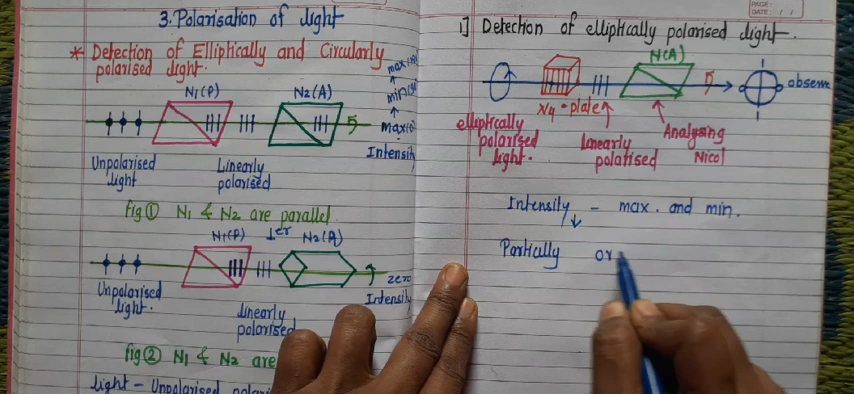 3. Polarisation of light
* Detection of Elliptically and Circularly
polarised light.
N1(P) N2(A)
max
min
max
Intensity
Unpolarised
light
Linearly
polarised
fig ① N1 & N2 are parallel.
N1(P) ⊥er N2(A)
zero
Intensity
Unpolarised
light.
linearly
polarised
fig ② N1 & N2 are
light - Unpolarised
PAGE:
DATE: / /
1] Detection of elliptically polarised light.
N(A)
λ/4 - plate
elliptically
polarised
light.
linearly
polarised
Analysing
Nicol
Intensity - max. and min.
Partially or